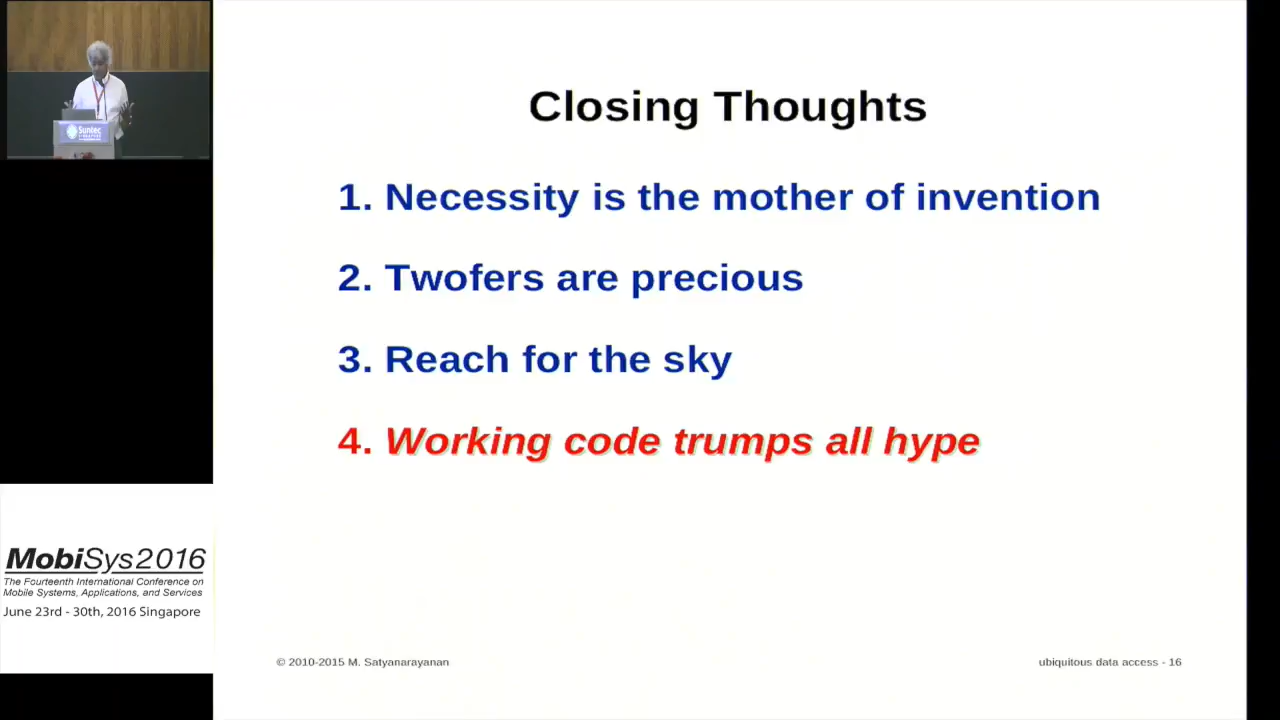 Suntec
Closing Thoughts
1. Necessity is the mother of invention
2. Twofers are precious
3. Reach for the sky
4. Working code trumps all hype
MobiSys2016
The Fourteenth International Conference on
Mobile Systems, Applications, and Services
June 23rd - 30th, 2016 Singapore
© 2010-2015 M. Satyanarayanan
ubiquitous data access - 16